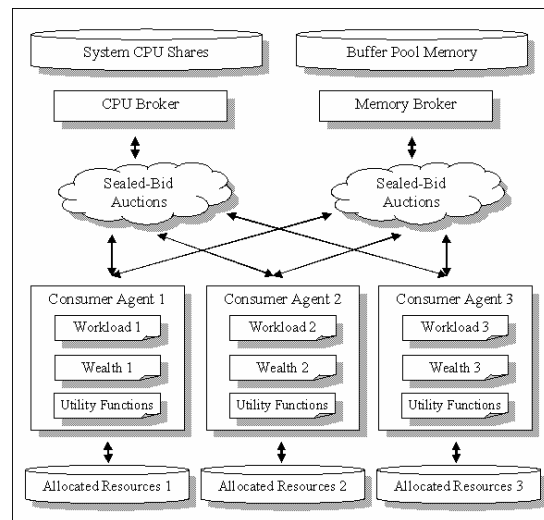 System CPU Shares
Buffer Pool Memory
CPU Broker
Memory Broker
Sealed-Bid
Auctions
Sealed-Bid
Auctions
Consumer Agent 1
Workload 1
Wealth 1
Utility Functions
Consumer Agent 2
Workload 2
Wealth 2
Utility Functions
Consumer Agent 3
Workload 3
Wealth 3
Utility Functions
Allocated Resources 1
Allocated Resources 2
Allocated Resources 3